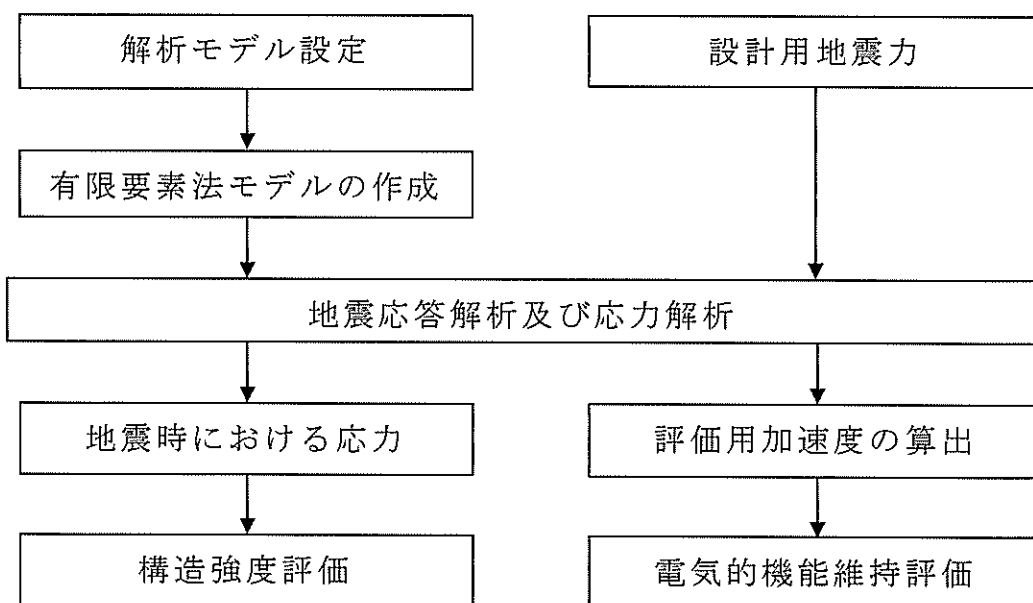 解析モデル設定
設計用地震力
有限要素法モデルの作成
地震応答解析及び応力解析
地震時における応力
評価用加速度の算出
構造強度評価
電気的機能維持評価